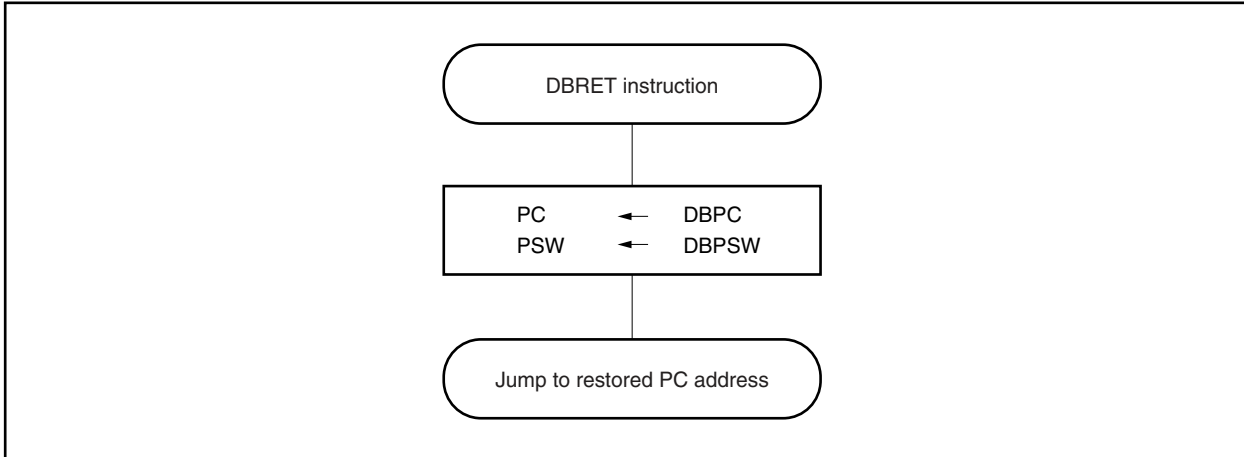 DBRET instruction
PC ← DBPC
PSW ← DBPSW
Jump to restored PC address